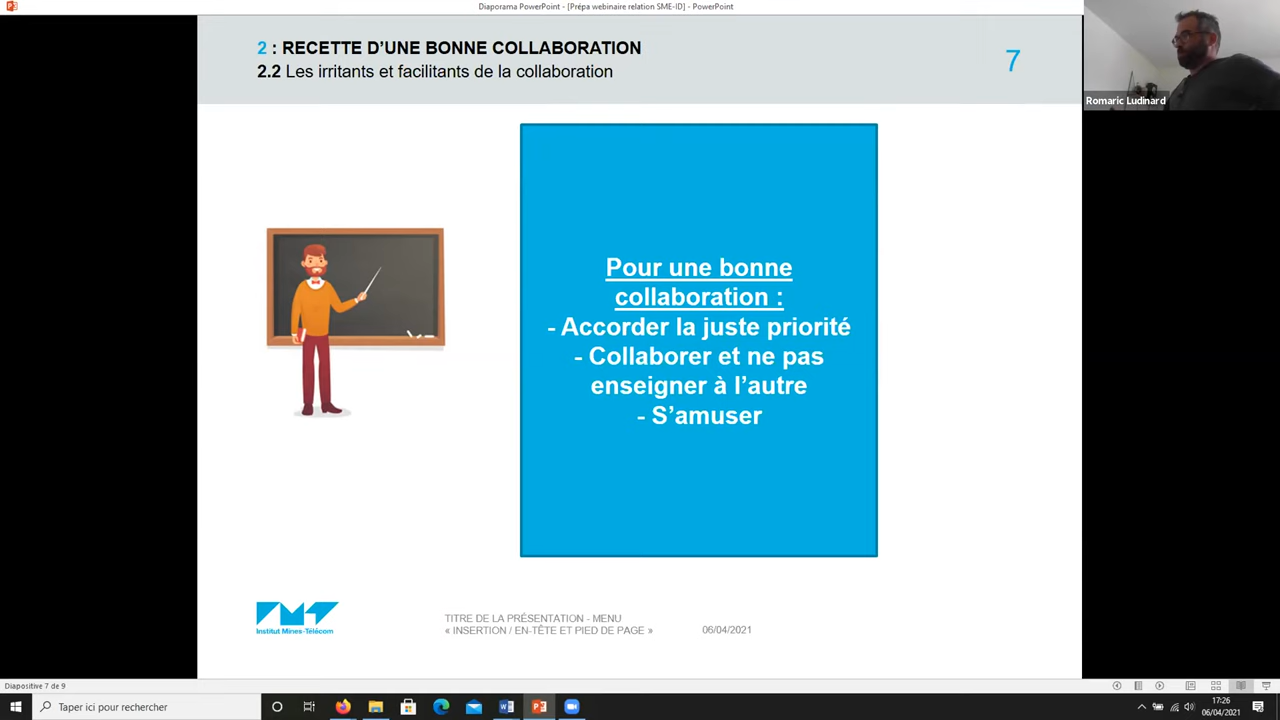 Diaporama PowerPoint - [Prépa webinaire relation SME-ID] - PowerPoint
2 : RECETTE D'UNE BONNE COLLABORATION
2.2 Les irritants et facilitants de la collaboration
7
Romaric Ludinard
Pour une bonne
collaboration :
- Accorder la juste priorité
- Collaborer et ne pas
enseigner à l'autre
- S'amuser
Institut Mines-Télécom
TITRE DE LA PRÉSENTATION - MENU
« INSERTION / EN-TÊTE ET PIED DE PAGE »
06/04/2021
Diapositive 7 de 9
Taper ici pour rechercher
17:26
06/04/2021